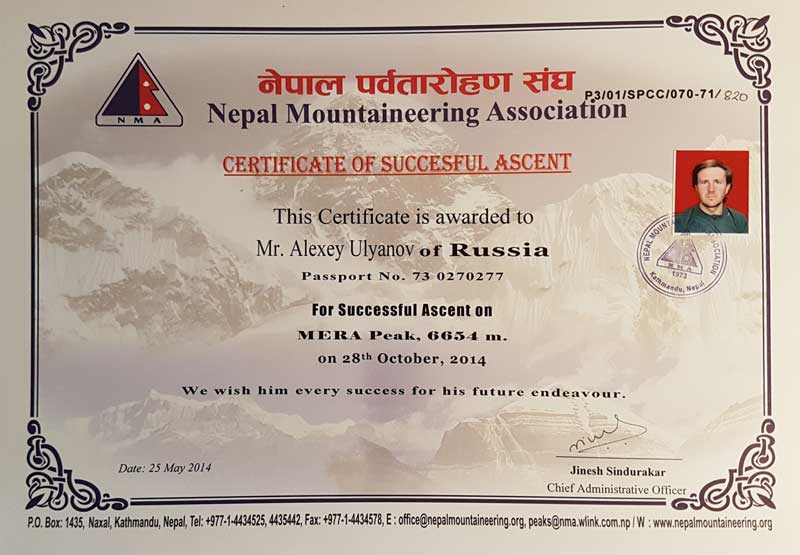 नेपाल पर्वतारोहण संघ
P3/01/SPCC/070-71/820
Nepal Mountaineering Association
NMA
CERTIFICATE OF SUCCESFUL ASCENT
This Certificate is awarded to
Mr. Alexey Ulyanov of Russia
Passport No. 73 0270277
NEPAL MOUNTAINEERING ASSOCIATION
NMA
1973
Kathmandu, Nepal
For Successful Ascent on
MERA Peak, 6654 m.
on 28th October, 2014
We wish him every success for his future endeavour.
Date: 25 May 2014
Jinesh Sindurakar
Chief Administrative Officer
P.O. Box: 1435, Naxal, Kathmandu, Nepal, Tel: +977-1-4434525, 4435442, Fax: +977-1-4434578, E : office@nepalmountaineering.org, peaks@nma.wlink.com.np / W : www.nepalmountaineering.org